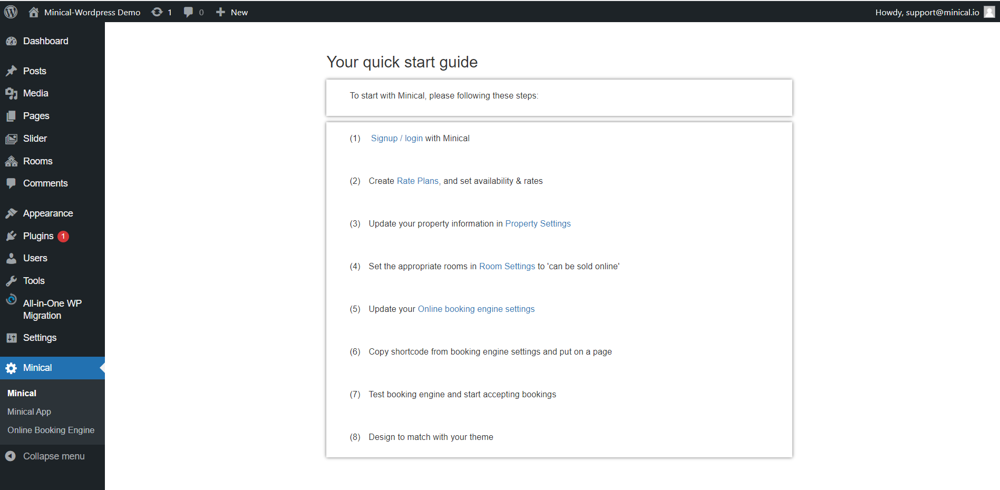 Minical-Wordpress Demo 1 0 New Howdy, support@minical.io
Dashboard
Posts
Media
Pages
Slider
Rooms
Comments
Appearance
Plugins 1
Users
Tools
All-in-One WP
Migration
Settings
Minical
Minical
Minical App
Online Booking Engine
Collapse menu
Your quick start guide
To start with Minical, please following these steps:
(1) Signup / login with Minical
(2) Create Rate Plans, and set availability & rates
(3) Update your property information in Property Settings
(4) Set the appropriate rooms in Room Settings to 'can be sold online'
(5) Update your Online booking engine settings
(6) Copy shortcode from booking engine settings and put on a page
(7) Test booking engine and start accepting bookings
(8) Design to match with your theme